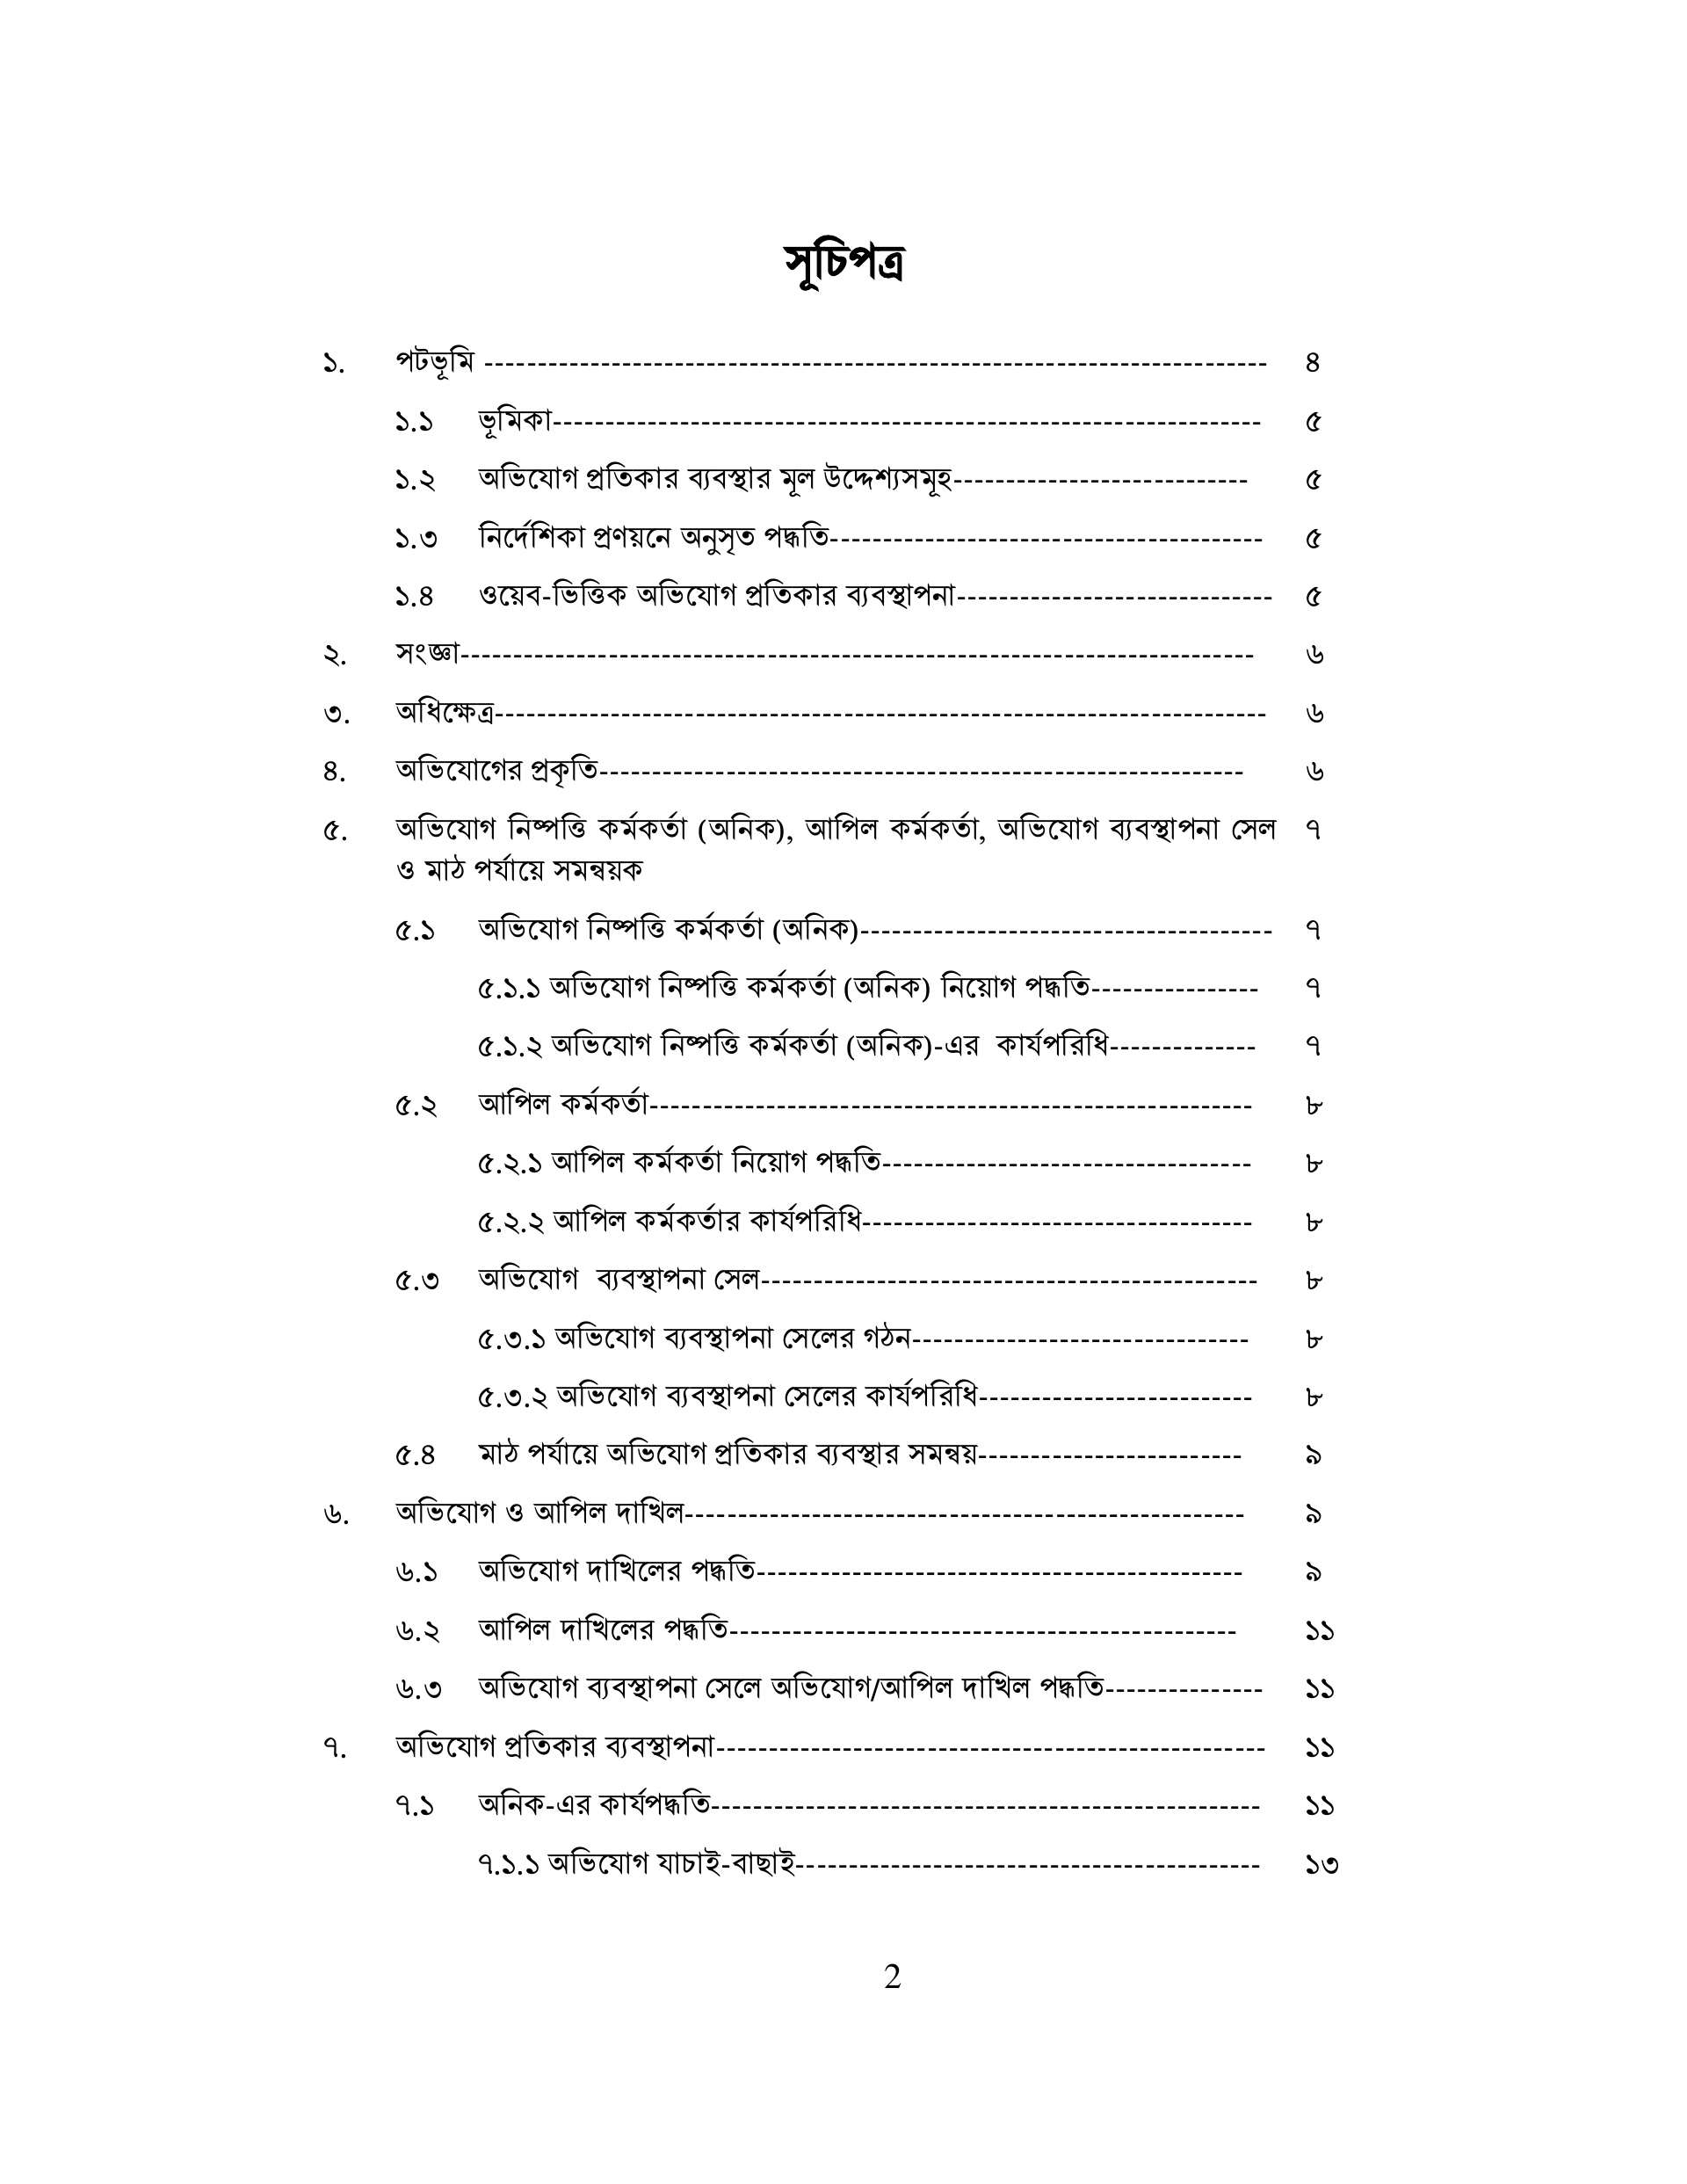 সূচিপত্র
১. পটভূমি -------------------------------------------------------------------------- ৪
১.১ ভূমিকা------------------------------------------------------------------- ৫
১.২ অভিযোগ প্রতিকার ব্যবস্থার মূল উদ্দেশ্যসমূহ---------------------------- ৫
১.৩ নির্দেশিকা প্রণয়নে অনুসৃত পদ্ধতি----------------------------------------- ৫
১.৪ ওয়েব-ভিত্তিক অভিযোগ প্রতিকার ব্যবস্থাপনা------------------------------ ৫
২. সংজ্ঞা--------------------------------------------------------------------------- ৬
৩. অধিক্ষেত্র------------------------------------------------------------------------- ৬
৪. অভিযোগের প্রকৃতি------------------------------------------------------------- ৬
৫. অভিযোগ নিষ্পত্তি কর্মকর্তা (অনিক), আপিল কর্মকর্তা, অভিযোগ ব্যবস্থাপনা সেল ৭
ও মাঠ পর্যায়ে সমন্বয়ক
৫.১ অভিযোগ নিষ্পত্তি কর্মকর্তা (অনিক)--------------------------------------- ৭
৫.১.১ অভিযোগ নিষ্পত্তি কর্মকর্তা (অনিক) নিয়োগ পদ্ধতি---------------- ৭
৫.১.২ অভিযোগ নিষ্পত্তি কর্মকর্তা (অনিক)-এর কার্যপরিধি-------------- ৭
৫.২ আপিল কর্মকর্তা--------------------------------------------------------- ৮
৫.২.১ আপিল কর্মকর্তা নিয়োগ পদ্ধতি----------------------------------- ৮
৫.২.২ আপিল কর্মকর্তার কার্যপরিধি------------------------------------- ৮
৫.৩ অভিযোগ ব্যবস্থাপনা সেল----------------------------------------------- ৮
৫.৩.১ অভিযোগ ব্যবস্থাপনা সেলের গঠন-------------------------------- ৮
৫.৩.২ অভিযোগ ব্যবস্থাপনা সেলের কার্যপরিধি-------------------------- ৮
৫.৪ মাঠ পর্যায়ে অভিযোগ প্রতিকার ব্যবস্থার সমন্বয়------------------------- ৯
৬. অভিযোগ ও আপিল দাখিল----------------------------------------------------- ৯
৬.১ অভিযোগ দাখিলের পদ্ধতি---------------------------------------------- ৯
৬.২ আপিল দাখিলের পদ্ধতি------------------------------------------------ ১১
৬.৩ অভিযোগ ব্যবস্থাপনা সেলে অভিযোগ/আপিল দাখিল পদ্ধতি--------------- ১১
৭. অভিযোগ প্রতিকার ব্যবস্থাপনা---------------------------------------------------- ১১
৭.১ অনিক-এর কার্যপদ্ধতি---------------------------------------------------- ১১
৭.১.১ অভিযোগ যাচাই-বাছাই-------------------------------------------- ১৩
2